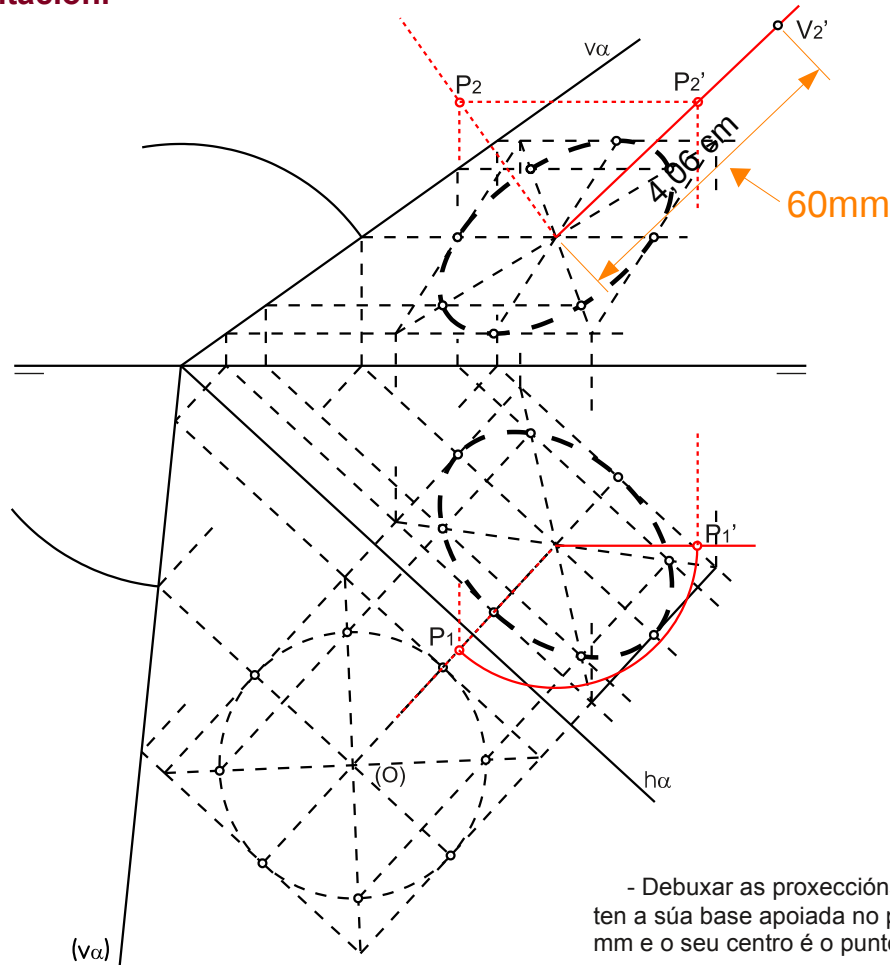 vα
V2’
P2
P2’
4,06 cm
60mm
P1’
P1
(O)
hα
(vα)
- Debuxar as proxección
ten a súa base apoiada no p
mm e o seu centro é o punto